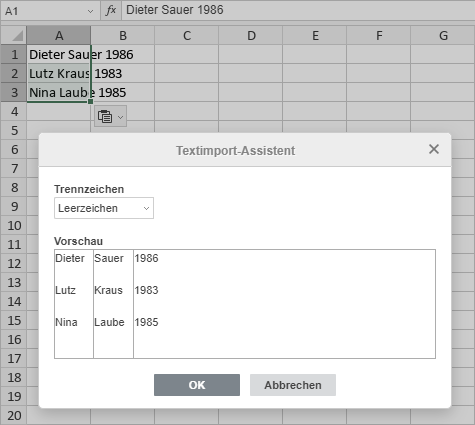 A1 fx Dieter Sauer 1986
A B C D E F G
1 Dieter Sauer 1986
2 Lutz Kraus 1983
3 Nina Laube 1985
4
5
6
7
8
9
10
11
12
13
14
15
16
17
18
19
20
Textimport-Assistent
Trennzeichen
Leerzeichen
Vorschau
Dieter Sauer 1986
Lutz Kraus 1983
Nina Laube 1985
OK Abbrechen